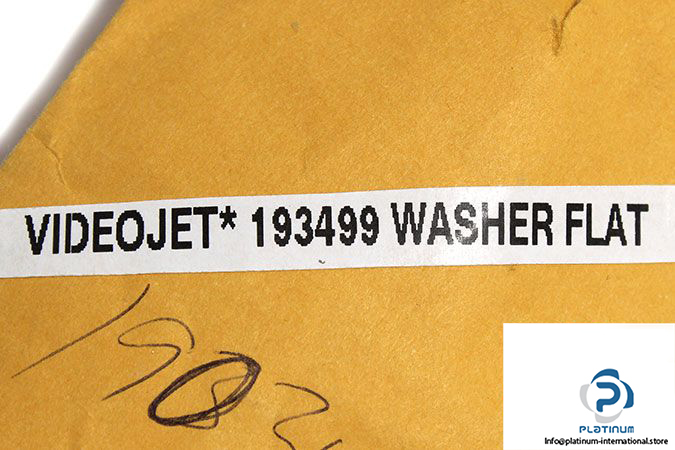 VIDEOJET* 193499 WASHER FLAT
PLATINUM
Info@platinum-international.store